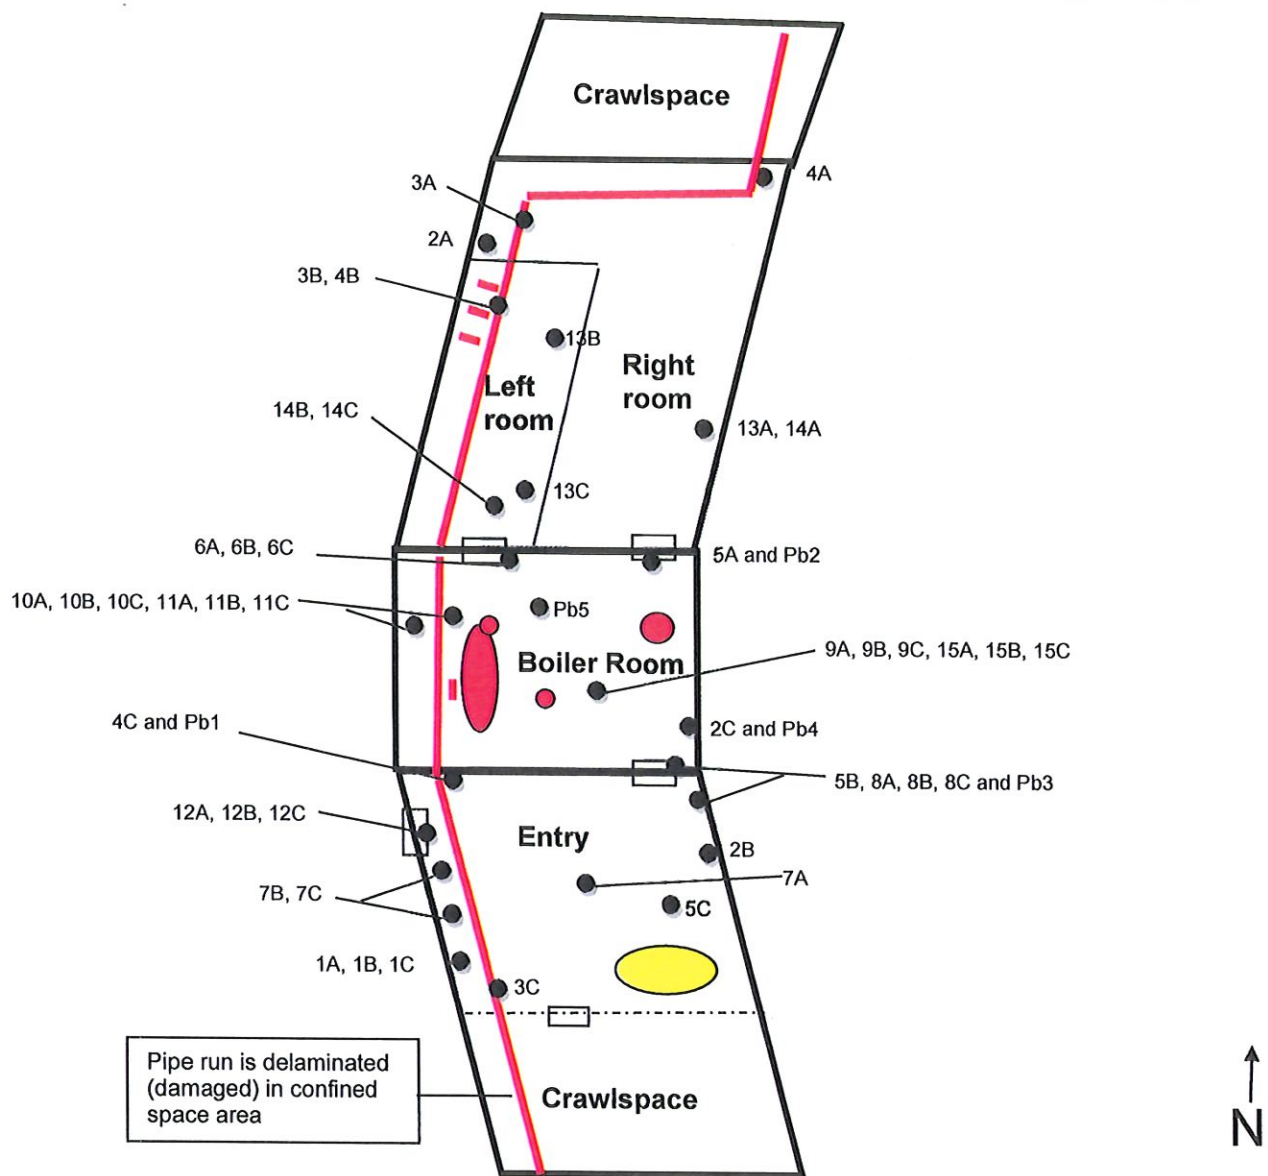 Crawlspace
4A
3A
2A
3B, 4B
13B
Right
room
Left
room
14B, 14C
13A, 14A
13C
6A, 6B, 6C
5A and Pb2
10A, 10B, 10C, 11A, 11B, 11C
Pb5
Boiler Room
9A, 9B, 9C, 15A, 15B, 15C
4C and Pb1
2C and Pb4
5B, 8A, 8B, 8C and Pb3
12A, 12B, 12C
Entry
2B
7A
7B, 7C
5C
1A, 1B, 1C
3C
Pipe run is delaminated
(damaged) in confined
space area
Crawlspace
N